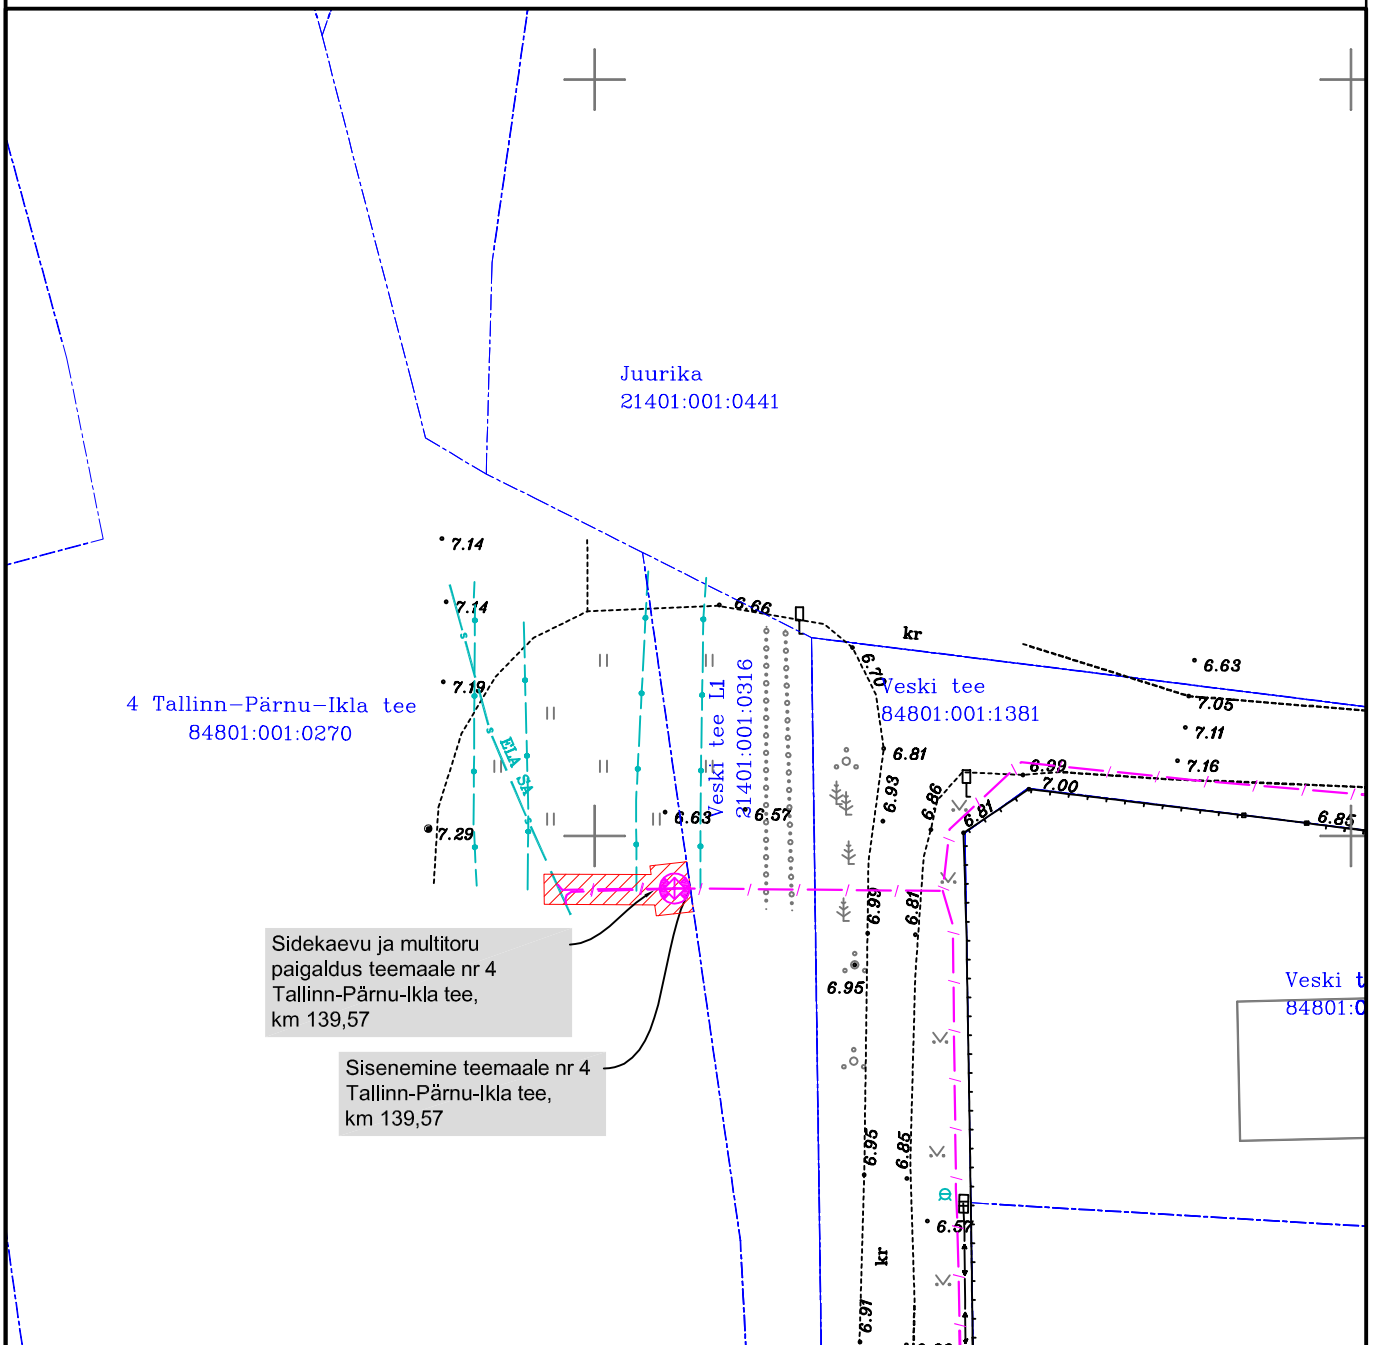 Juurika
21401:001:0441
7.14
7.14
6.66
kr
6.70
6.63
4 Tallinn-Pärnu-Ikla tee
84801:001:0270
7.19
Veski tee L1
21401:001:0316
Veski tee
84801:001:1381
7.05
7.11
ELA SA
6.81
6.99
7.16
7.00
6.93
6.86
6.81
6.85
7.29
6.63
6.57
6.99
6.81
Sidekaevu ja multitoru
paigaldus teemaale nr 4
Tallinn-Pärnu-Ikla tee,
km 139,57
6.95
Veski t
84801:0
Sisenemine teemaale nr 4
Tallinn-Pärnu-Ikla tee,
km 139,57
6.95
6.85
6.57
kr
6.91